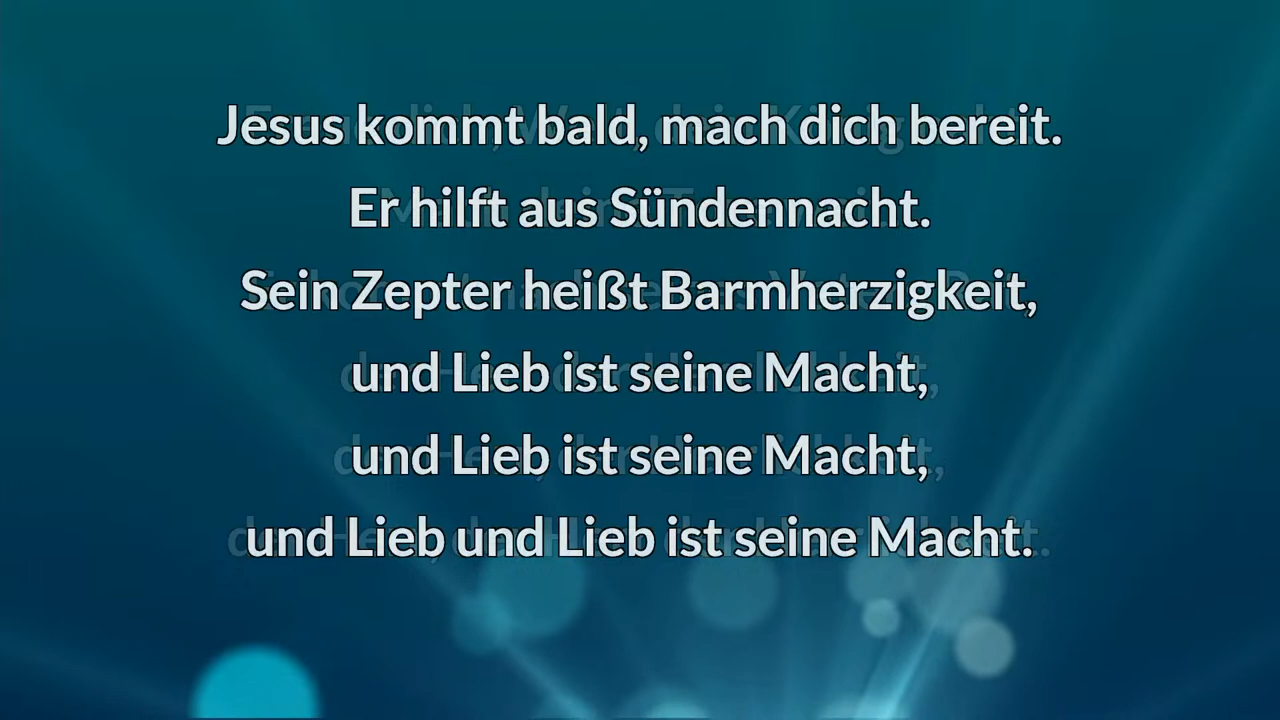 Jesus kommt bald, mach dich bereit.
Er hilft aus Sündennacht.
Sein Zepter heißt Barmherzigkeit,
und Lieb ist seine Macht,
und Lieb ist seine Macht,
und Lieb und Lieb ist seine Macht.